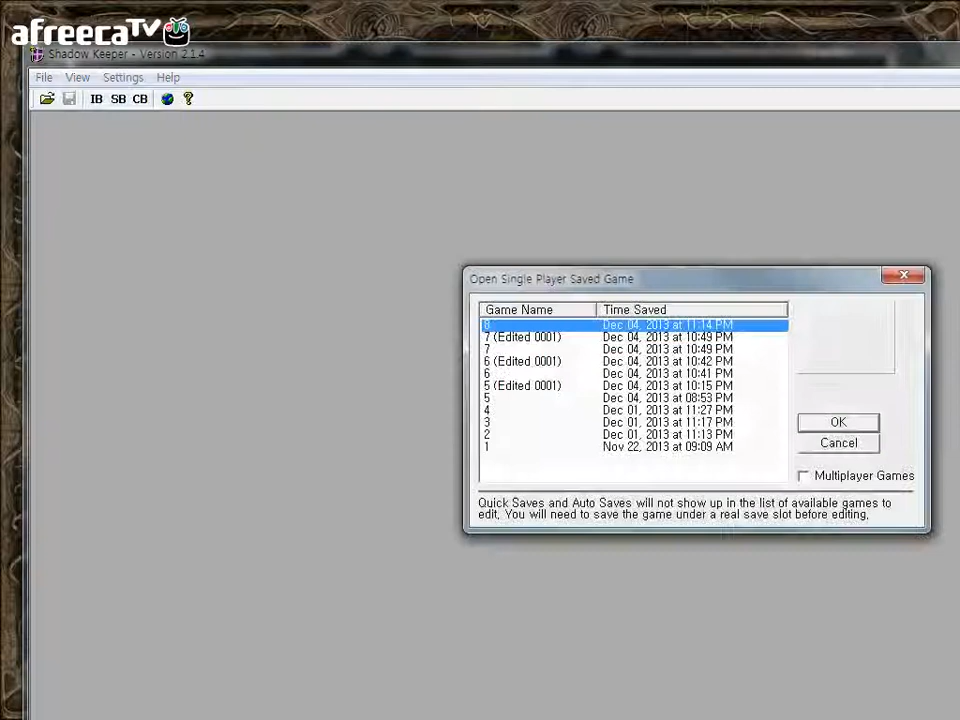 afreecaTV
Shadow Keeper - Version 2.1.4
File View Settings Help
IB SB CB ?
Open Single Player Saved Game
Game Name Time Saved
8 Dec 04, 2013 at 11:14 PM
7 (Edited 0001) Dec 04, 2013 at 10:49 PM
7 Dec 04, 2013 at 10:49 PM
6 (Edited 0001) Dec 04, 2013 at 10:42 PM
6 Dec 04, 2013 at 10:41 PM
5 (Edited 0001) Dec 04, 2013 at 10:15 PM
5 Dec 04, 2013 at 08:53 PM
4 Dec 01, 2013 at 11:27 PM
3 Dec 01, 2013 at 11:17 PM
2 Dec 01, 2013 at 11:13 PM
1 Nov 22, 2013 at 09:09 AM
OK
Cancel
Multiplayer Games
Quick Saves and Auto Saves will not show up in the list of available games to
edit, You will need to save the game under a real save slot before editing,